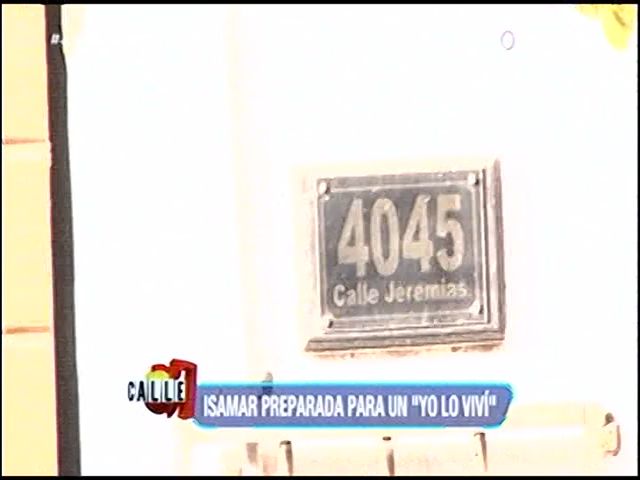 4045
Calle Jeremias
CALLE 7
ISAMAR PREPARADA PARA UN "YO LO VIVÍ"